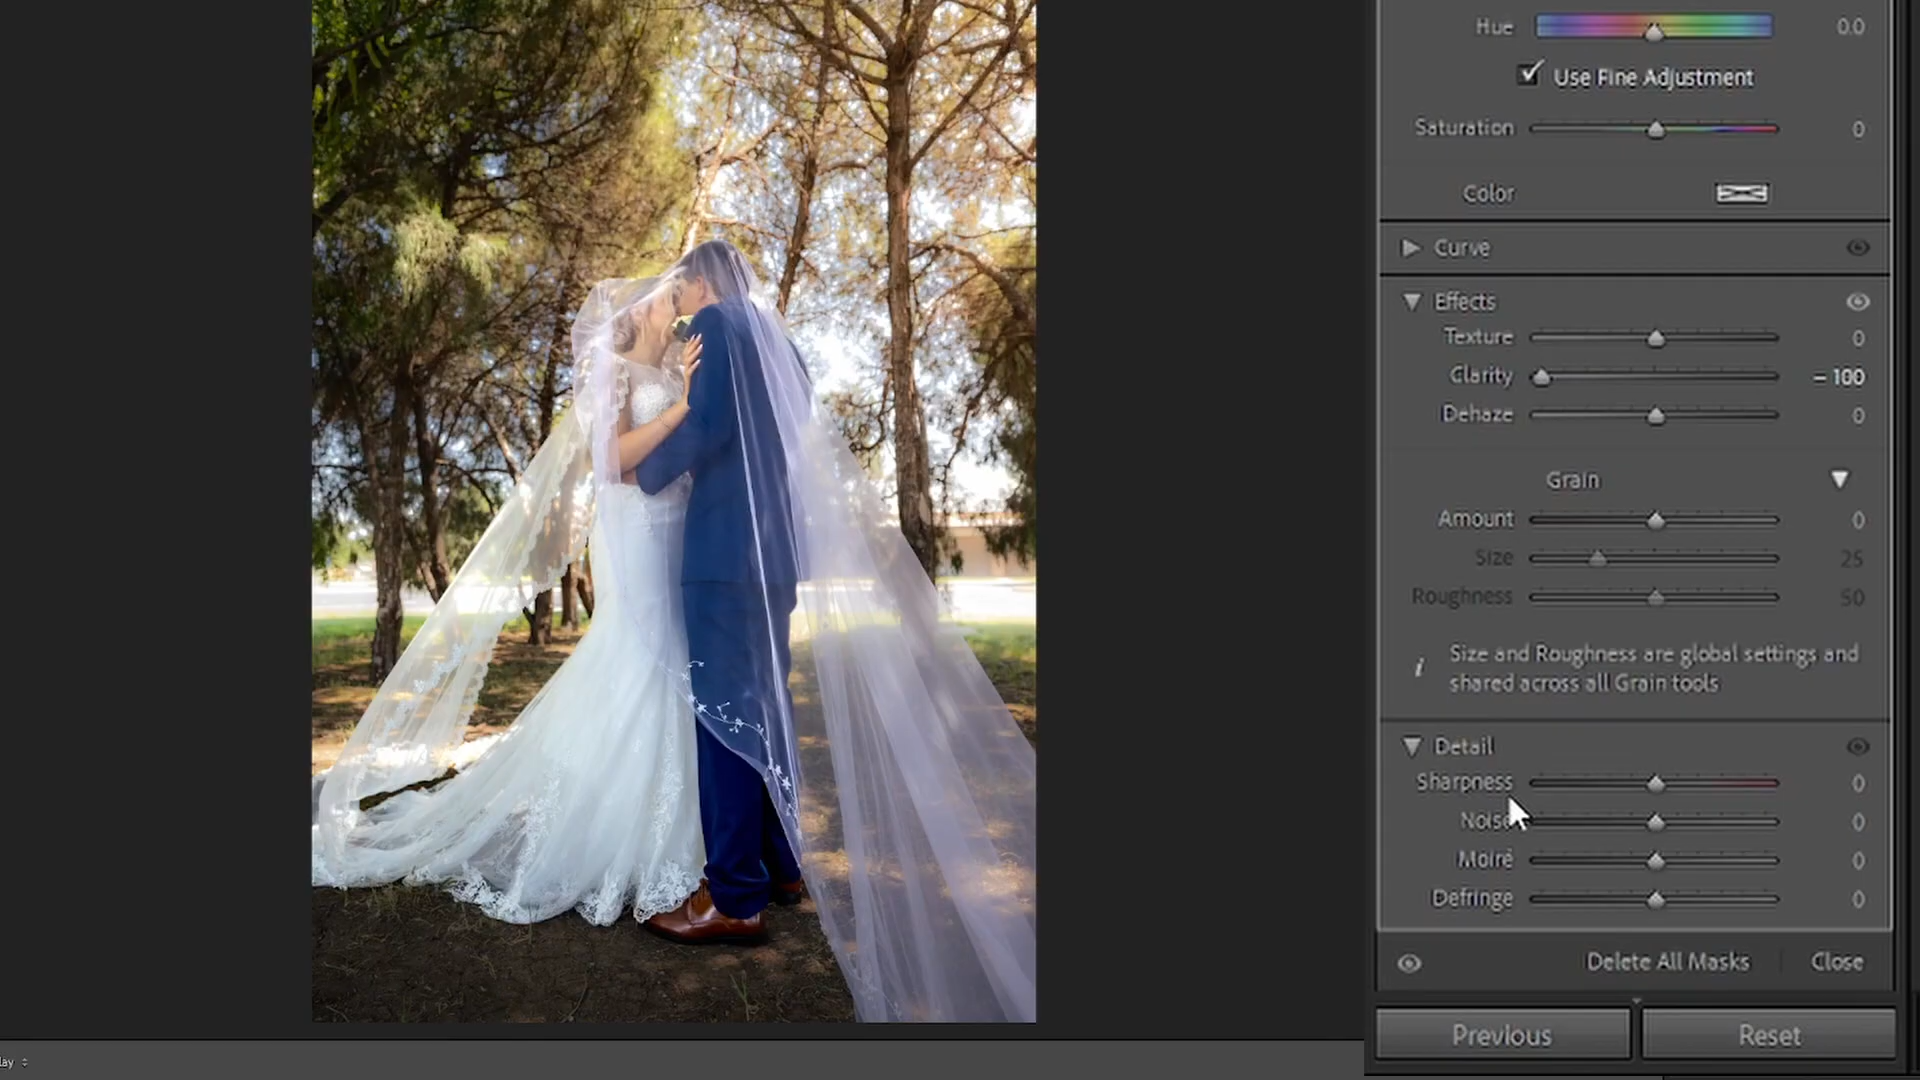 Hue 0.0
Use Fine Adjustment
Saturation 0
Color
Curve
Effects
Texture 0
Clarity – 100
Dehaze 0
Grain
Amount 0
Size 25
Roughness 50
Size and Roughness are global settings and
shared across all Grain tools
Detail
Sharpness 0
Noise 0
Moiré 0
Defringe 0
Delete All Masks Close
Previous Reset